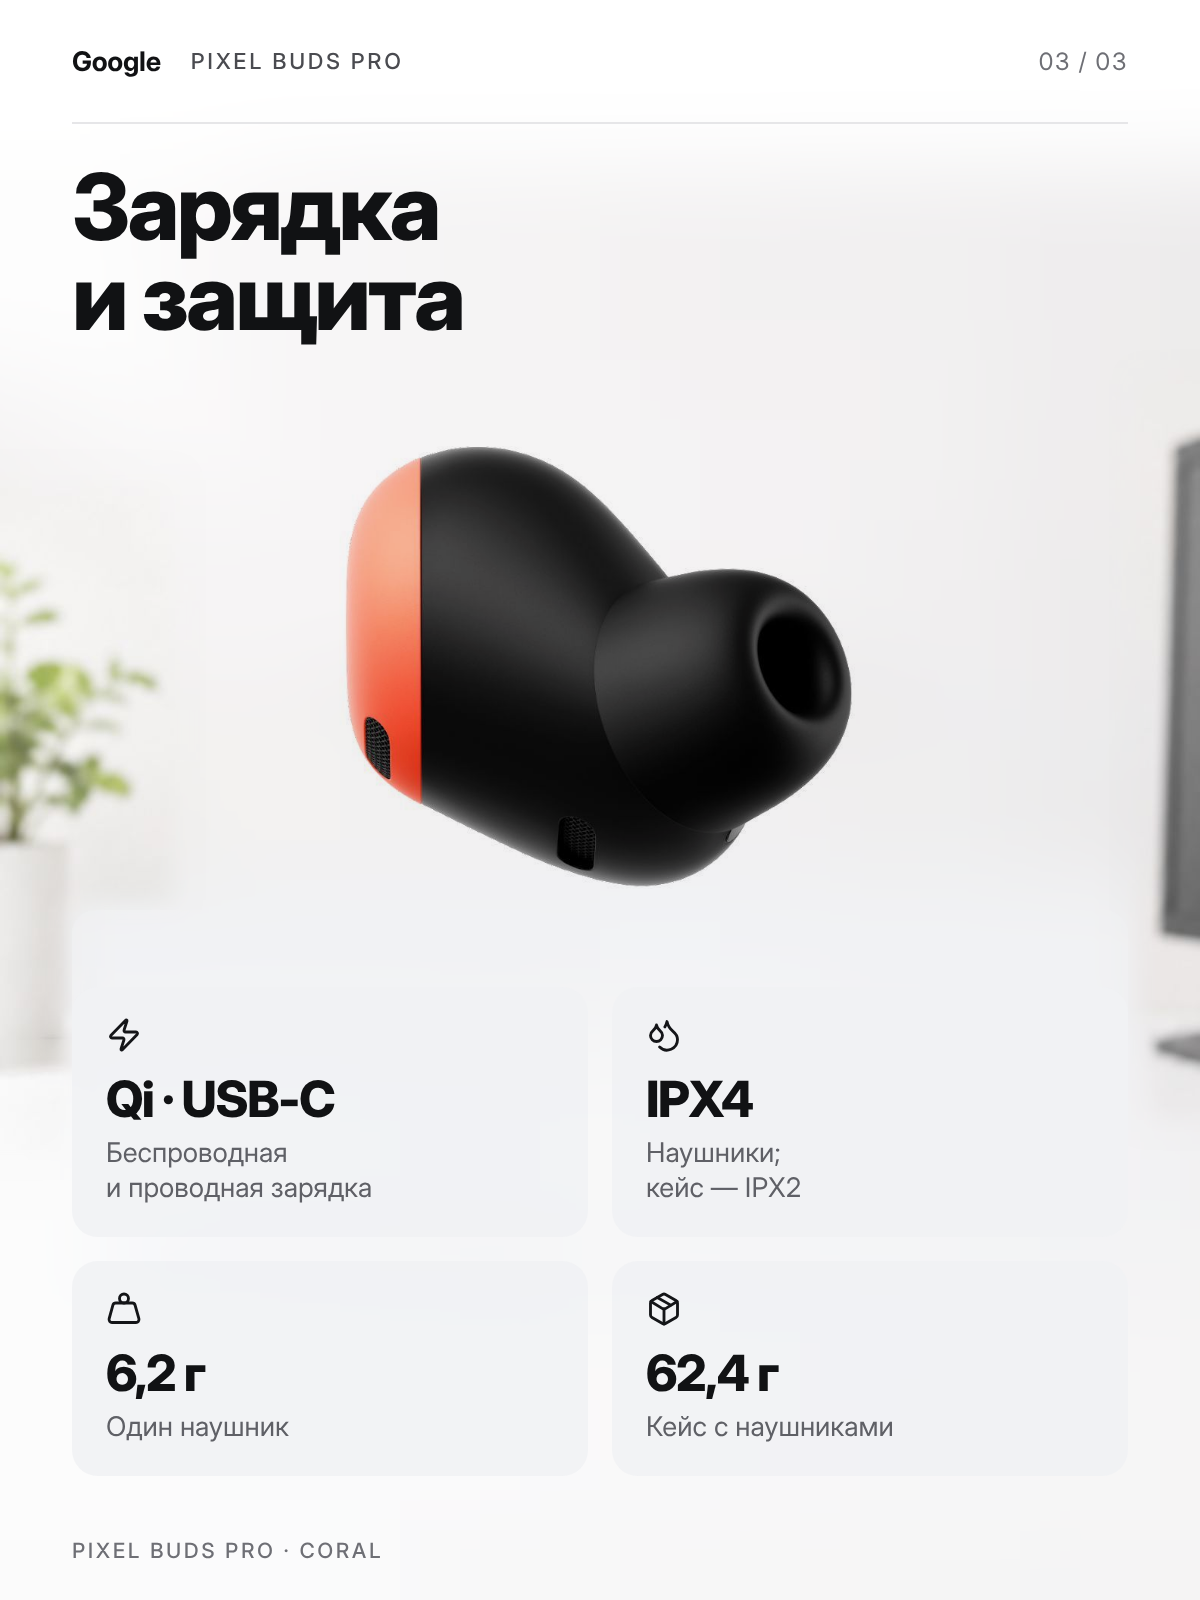 Google PIXEL BUDS PRO 03 / 03
Зарядка
и защита
Qi · USB-C
Беспроводная
и проводная зарядка
IPX4
Наушники;
кейс — IPX2
6,2 г
Один наушник
62,4 г
Кейс с наушниками
PIXEL BUDS PRO · CORAL